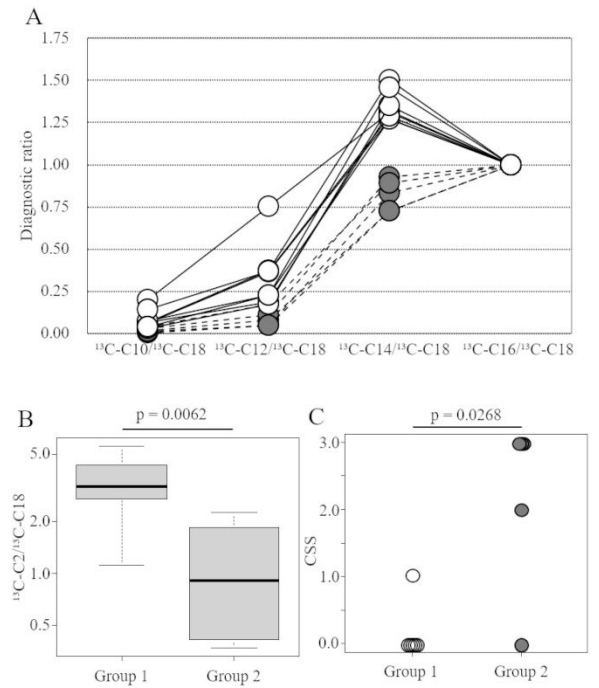 A
1.75
1.50
1.25
1.00
0.75
0.50
0.25
0.00
Diagnostic ratio
¹³C-C10/¹³C-C18 ¹³C-C12/¹³C-C18 ¹³C-C14/¹³C-C18 ¹³C-C16/¹³C-C18
B
p = 0.0062
5.0
2.0
1.0
0.5
¹³C-C2/¹³C-C18
Group 1 Group 2
C
p = 0.0268
3.0
2.0
1.0
0.0
CSS
Group 1 Group 2